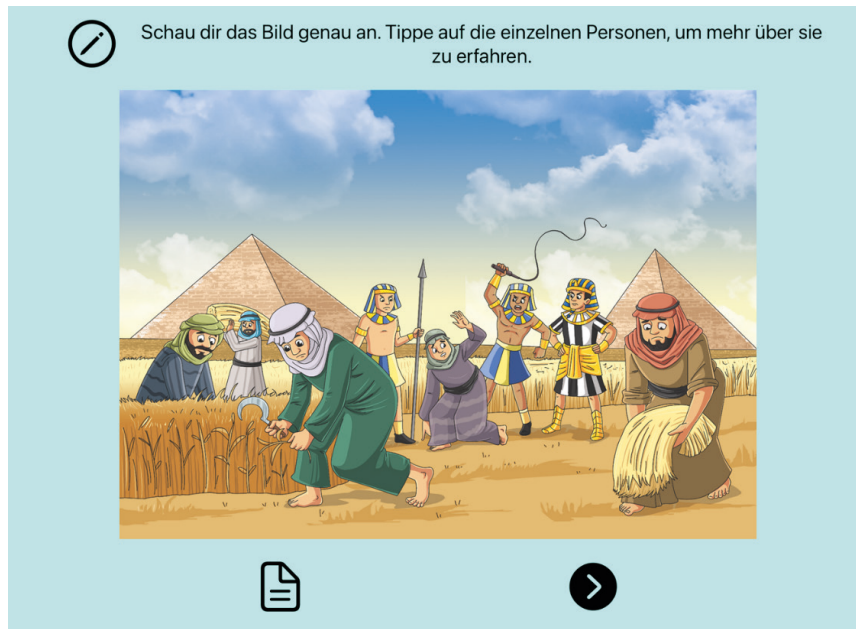 Schau dir das Bild genau an. Tippe auf die einzelnen Personen, um mehr über sie
zu erfahren.